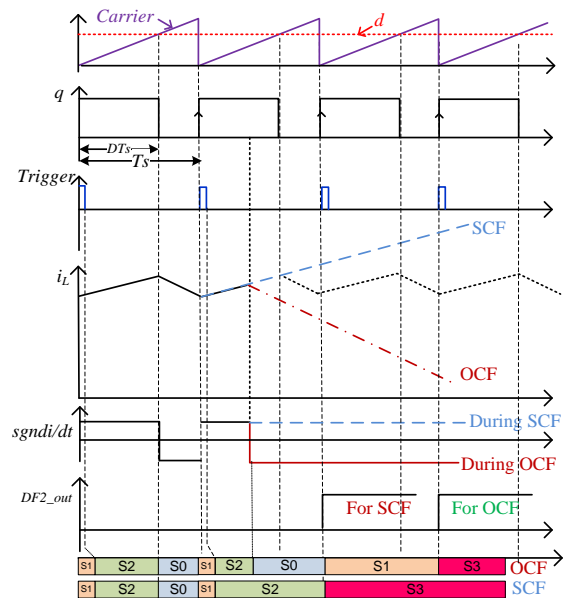 Carrier
d
q
DTs
Ts
Trigger
SCF
i_L
OCF
sgndi/dt
During SCF
During OCF
DF2_out
For SCF
For OCF
S1 S2 S0 S1 S2 S0 S1 S3 OCF
S1 S2 S0 S1 S2 S3 SCF